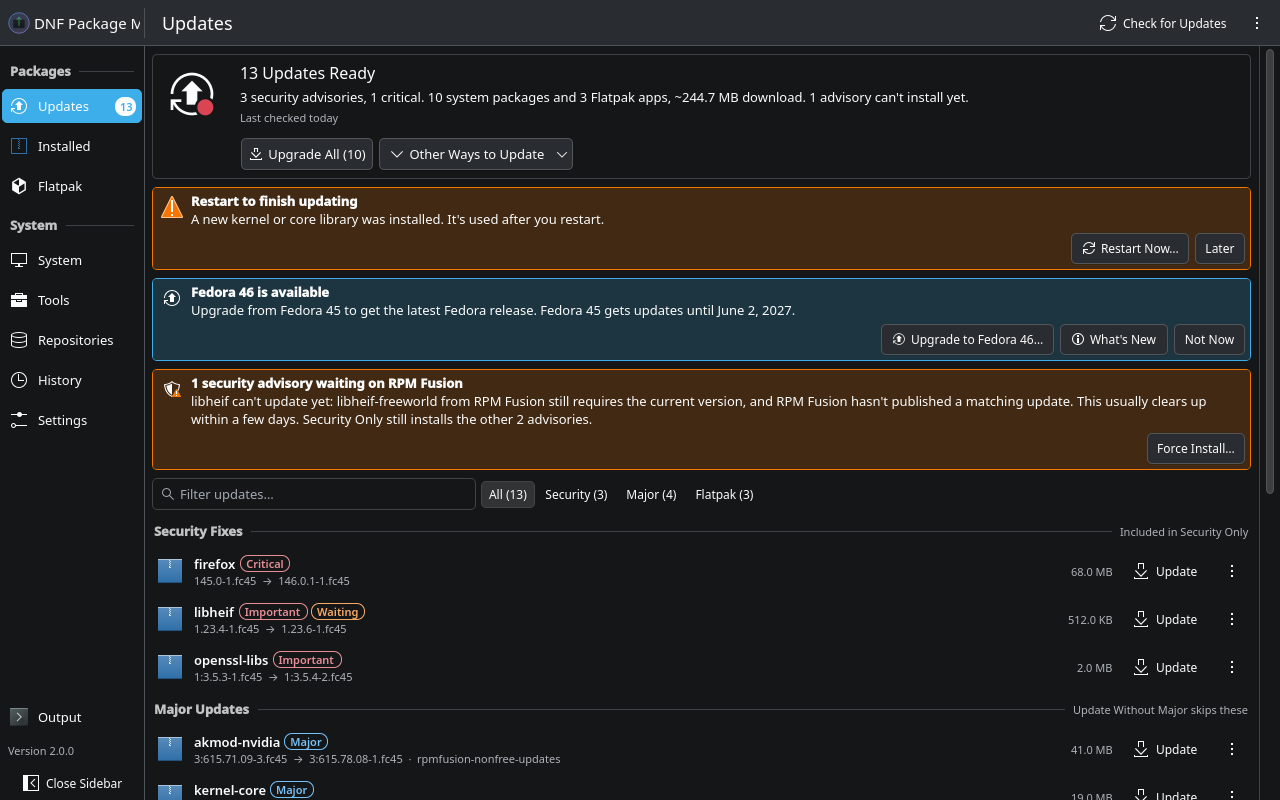 DNF Package M
Updates
Check for Updates
Packages
Updates 13
Installed
Flatpak
System
System
Tools
Repositories
History
Settings
Output
Version 2.0.0
Close Sidebar
13 Updates Ready
3 security advisories, 1 critical. 10 system packages and 3 Flatpak apps, ~244.7 MB download. 1 advisory can't install yet.
Last checked today
Upgrade All (10)
Other Ways to Update
Restart to finish updating
A new kernel or core library was installed. It's used after you restart.
Restart Now...
Later
Fedora 46 is available
Upgrade from Fedora 45 to get the latest Fedora release. Fedora 45 gets updates until June 2, 2027.
Upgrade to Fedora 46...
What's New
Not Now
1 security advisory waiting on RPM Fusion
libheif can't update yet: libheif-freeworld from RPM Fusion still requires the current version, and RPM Fusion hasn't published a matching update. This usually clears up
within a few days. Security Only still installs the other 2 advisories.
Force Install...
Filter updates...
All (13)
Security (3)
Major (4)
Flatpak (3)
Security Fixes
Included in Security Only
firefox Critical
145.0-1.fc45 → 146.0.1-1.fc45
68.0 MB
Update
libheif Important Waiting
1.23.4-1.fc45 → 1.23.6-1.fc45
512.0 KB
Update
openssl-libs Important
1:3.5.3-1.fc45 → 1:3.5.4-2.fc45
2.0 MB
Update
Major Updates
Update Without Major skips these
akmod-nvidia Major
3:615.71.09-3.fc45 → 3:615.78.08-1.fc45 · rpmfusion-nonfree-updates
41.0 MB
Update
kernel-core Major
19.0 MB
Update